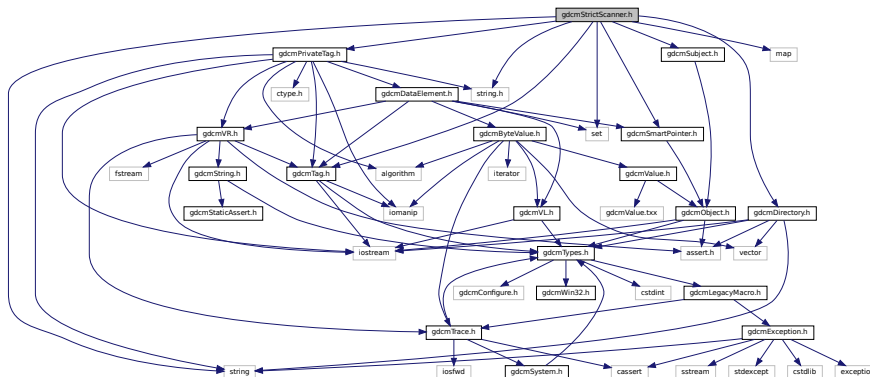 gdcmStrictScanner.h
gdcmPrivateTag.h
gdcmSubject.h
map
ctype.h
gdcmDataElement.h
string.h
gdcmVR.h
gdcmByteValue.h
set
gdcmSmartPointer.h
fstream
gdcmString.h
gdcmTag.h
algorithm
iterator
gdcmValue.h
gdcmStaticAssert.h
iomanip
gdcmVL.h
gdcmValue.txx
gdcmObject.h
gdcmDirectory.h
iostream
gdcmTypes.h
assert.h
vector
gdcmConfigure.h
gdcmWin32.h
cstdint
gdcmLegacyMacro.h
gdcmTrace.h
gdcmException.h
string
iosfwd
gdcmSystem.h
cassert
sstream
stdexcept
cstdlib
exception